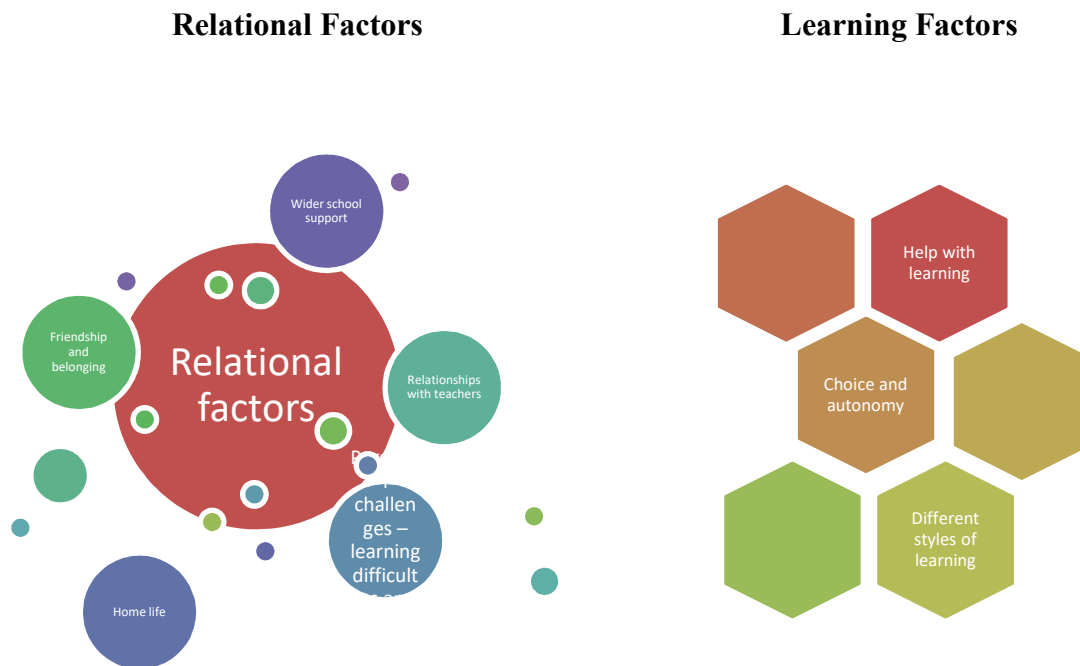 Relational Factors
Learning Factors
Wider school
support
Friendship
and
belonging
Relational
factors
Relationships
with teachers
challen
ges –
learning
difficult
Home life
Help with
learning
Choice and
autonomy
Different
styles of
learning